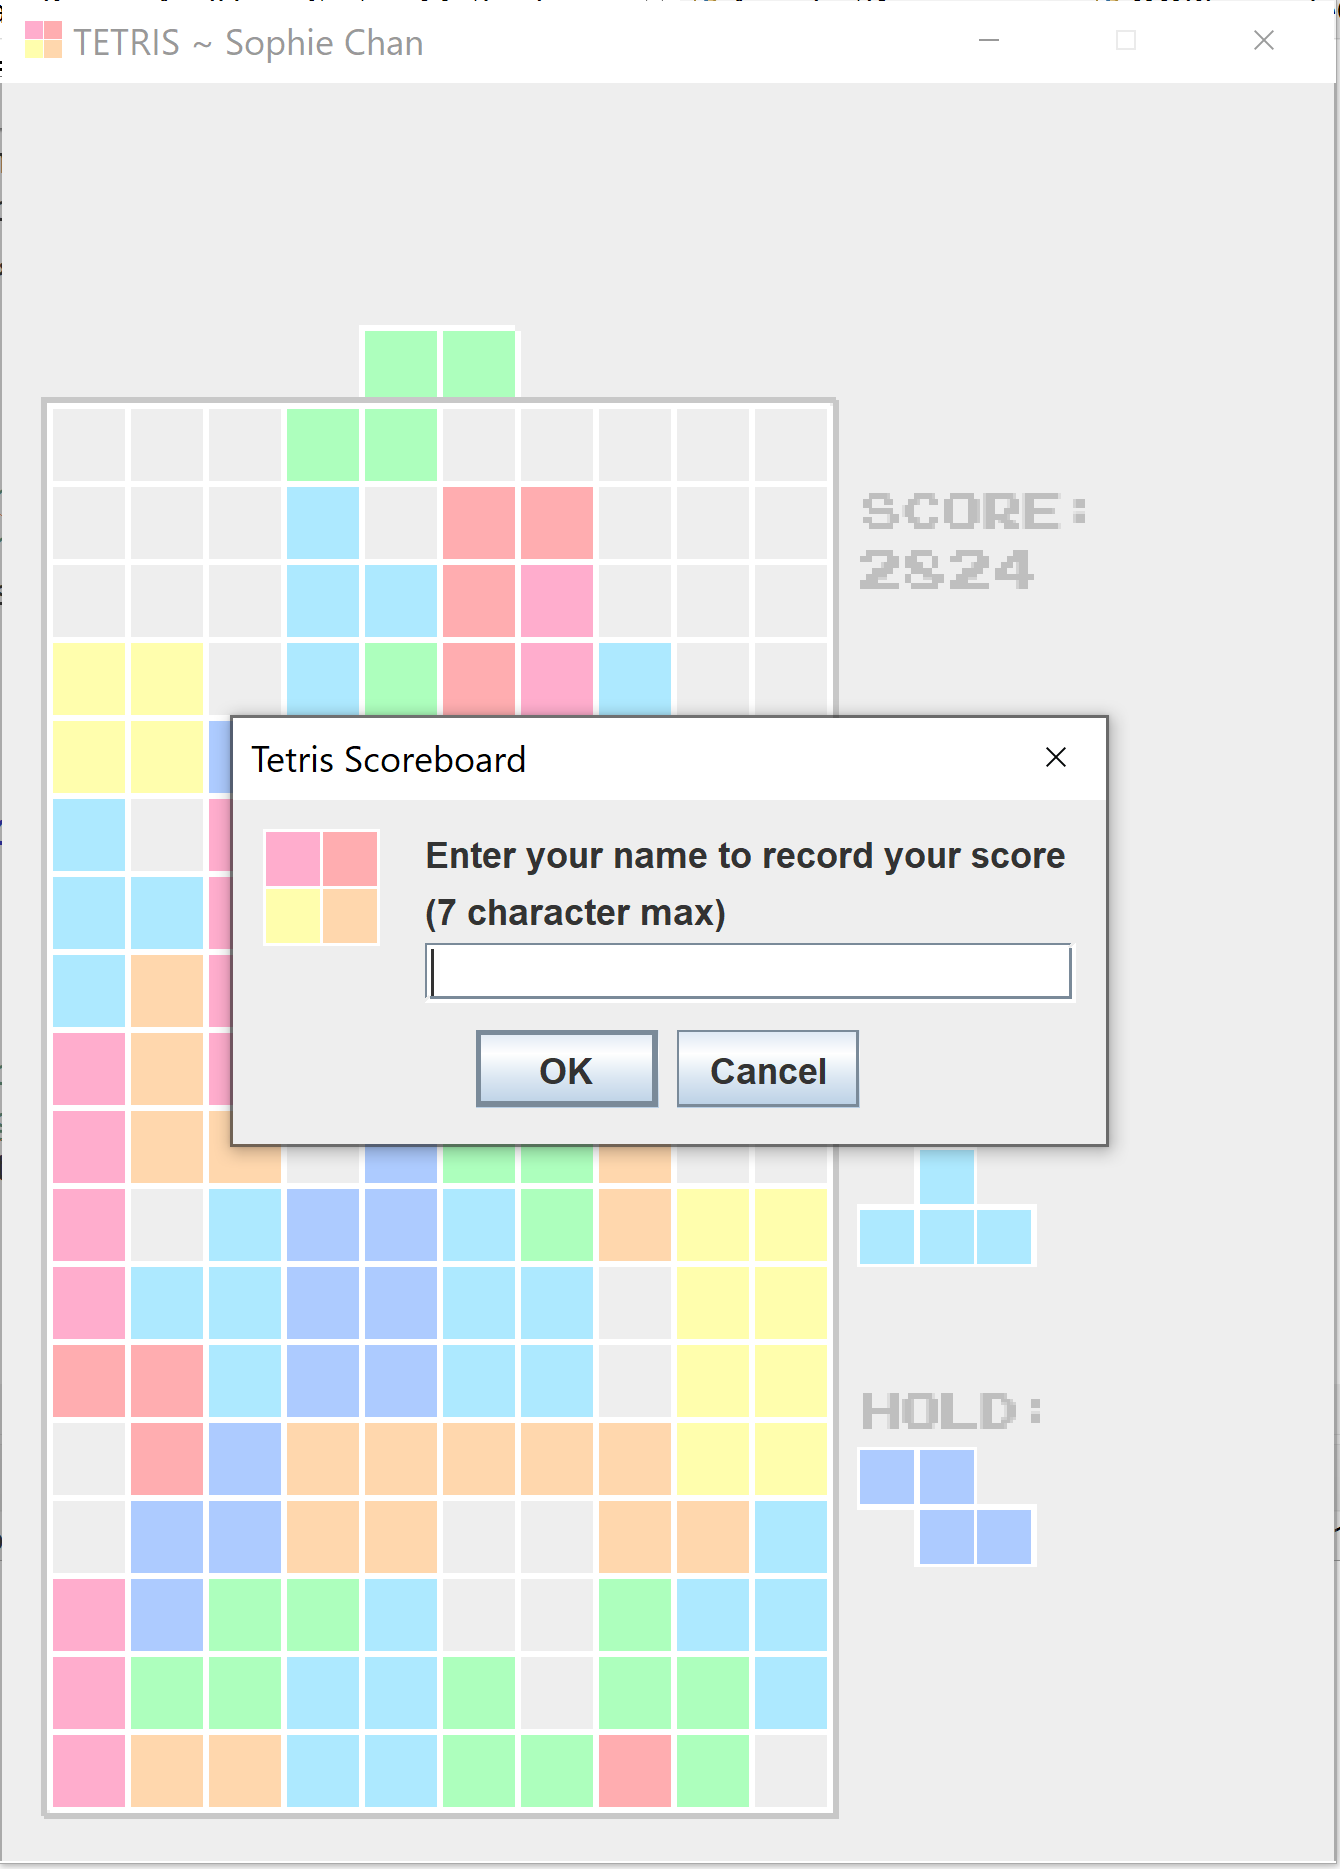 TETRIS ~ Sophie Chan
SCORE:
2824
Tetris Scoreboard
Enter your name to record your score
(7 character max)
OK
Cancel
HOLD: